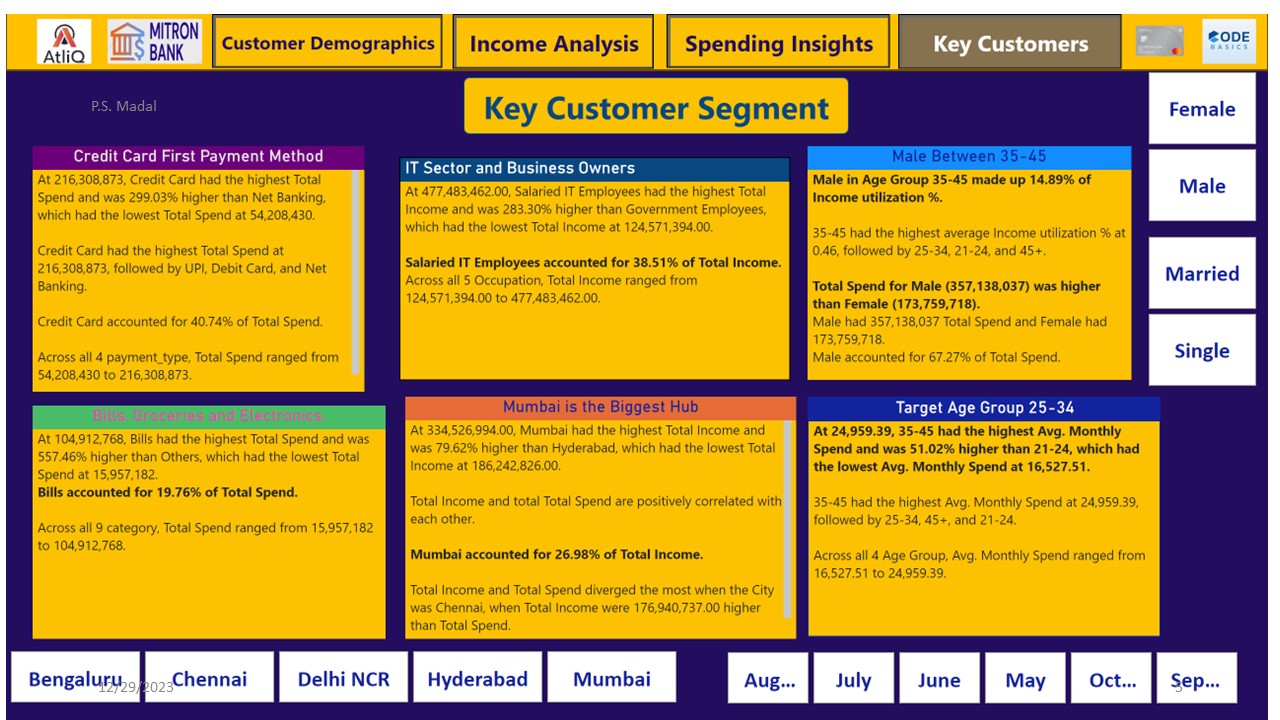 AtliQ
MITRON
BANK
Customer Demographics
Income Analysis
Spending Insights
Key Customers
CODE
BASICS
P.S. Madal
Key Customer Segment
Female
Male
Married
Single
Credit Card First Payment Method
At 216,308,873, Credit Card had the highest Total
Spend and was 299.03% higher than Net Banking,
which had the lowest Total Spend at 54,208,430.
Credit Card had the highest Total Spend at
216,308,873, followed by UPI, Debit Card, and Net
Banking.
Credit Card accounted for 40.74% of Total Spend.
Across all 4 payment_type, Total Spend ranged from
54,208,430 to 216,308,873.
IT Sector and Business Owners
At 477,483,462.00, Salaried IT Employees had the highest Total
Income and was 283.30% higher than Government Employees,
which had the lowest Total Income at 124,571,394.00.
Salaried IT Employees accounted for 38.51% of Total Income.
Across all 5 Occupation, Total Income ranged from
124,571,394.00 to 477,483,462.00.
Male Between 35-45
Male in Age Group 35-45 made up 14.89% of
Income utilization %.
35-45 had the highest average Income utilization % at
0.46, followed by 25-34, 21-24, and 45+.
Total Spend for Male (357,138,037) was higher
than Female (173,759,718).
Male had 357,138,037 Total Spend and Female had
173,759,718.
Male accounted for 67.27% of Total Spend.
Bills, Groceries and Electronics
At 104,912,768, Bills had the highest Total Spend and was
557.46% higher than Others, which had the lowest Total
Spend at 15,957,182.
Bills accounted for 19.76% of Total Spend.
Across all 9 category, Total Spend ranged from 15,957,182
to 104,912,768.
Mumbai is the Biggest Hub
At 334,526,994.00, Mumbai had the highest Total Income and
was 79.62% higher than Hyderabad, which had the lowest Total
Income at 186,242,826.00.
Total Income and total Total Spend are positively correlated with
each other.
Mumbai accounted for 26.98% of Total Income.
Total Income and Total Spend diverged the most when the City
was Chennai, when Total Income were 176,940,737.00 higher
than Total Spend.
Target Age Group 25-34
At 24,959.39, 35-45 had the highest Avg. Monthly
Spend and was 51.02% higher than 21-24, which had
the lowest Avg. Monthly Spend at 16,527.51.
35-45 had the highest Avg. Monthly Spend at 24,959.39,
followed by 25-34, 45+, and 21-24.
Across all 4 Age Group, Avg. Monthly Spend ranged from
16,527.51 to 24,959.39.
Bengaluru
Chennai
Delhi NCR
Hyderabad
Mumbai
Aug...
July
June
May
Oct...
Sep...
12/29/2023